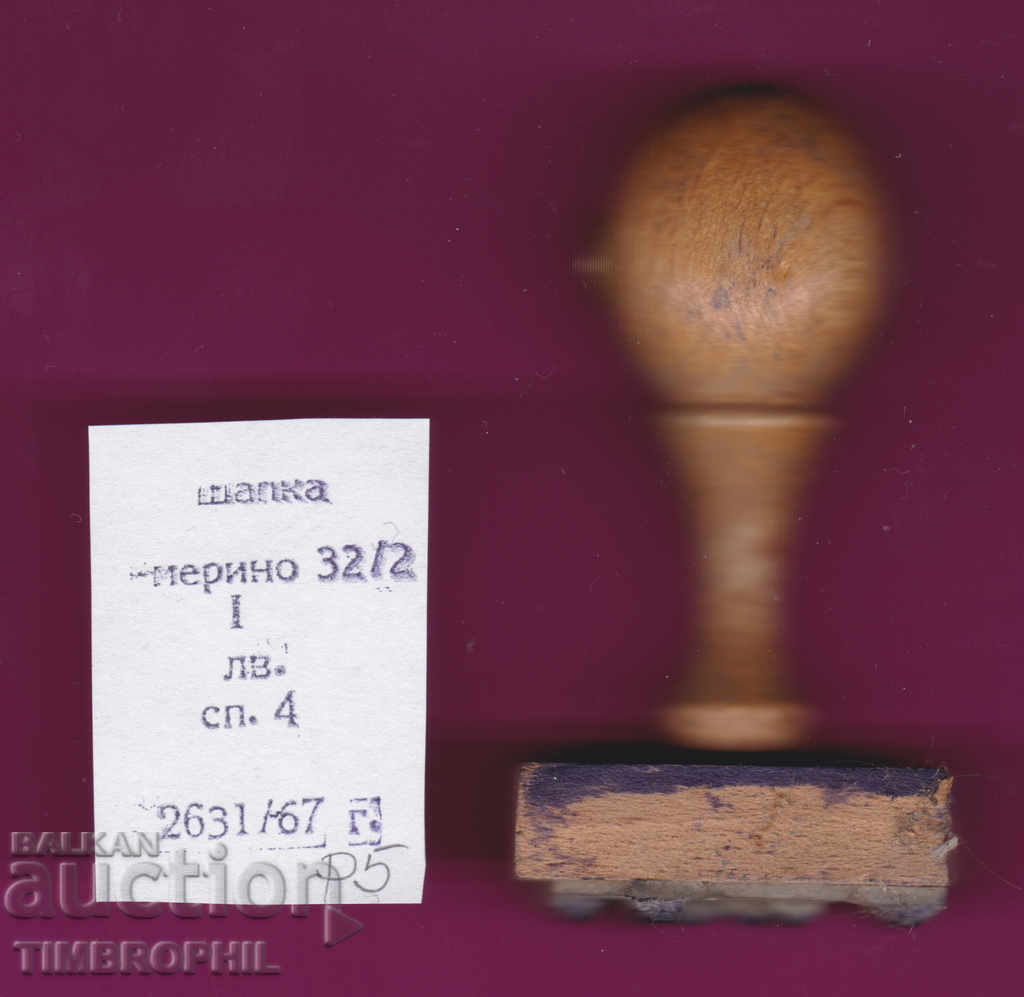 шапка
мерино 32/2
I
лв.
сп. 4
2631/67 г.
BALKAN
auction
TIMBROPHIL